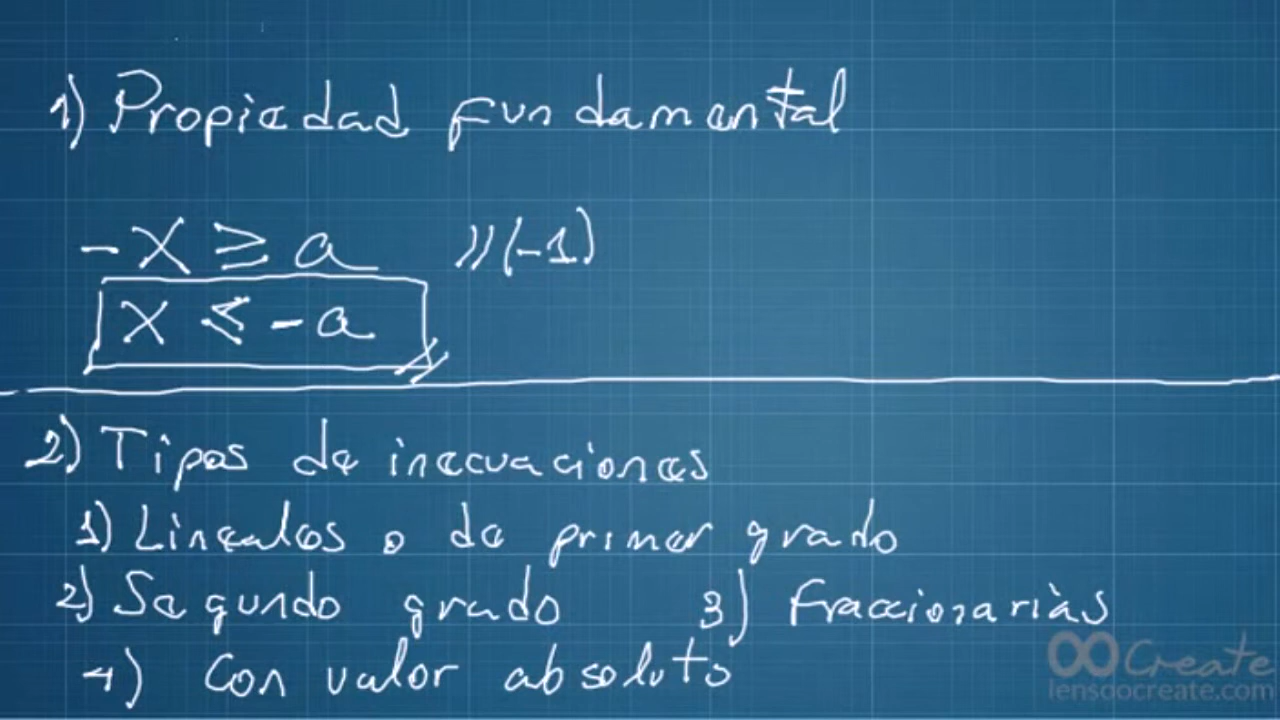 1) Propiedad fundamental
-x ≥ a //(-1)
x ≤ -a
2) Tipos de inecuaciones
1) Lineales o de primer grado
2) Segundo grado 3) Fraccionarias
4) Con valor absoluto
Create
lensoocreate.com